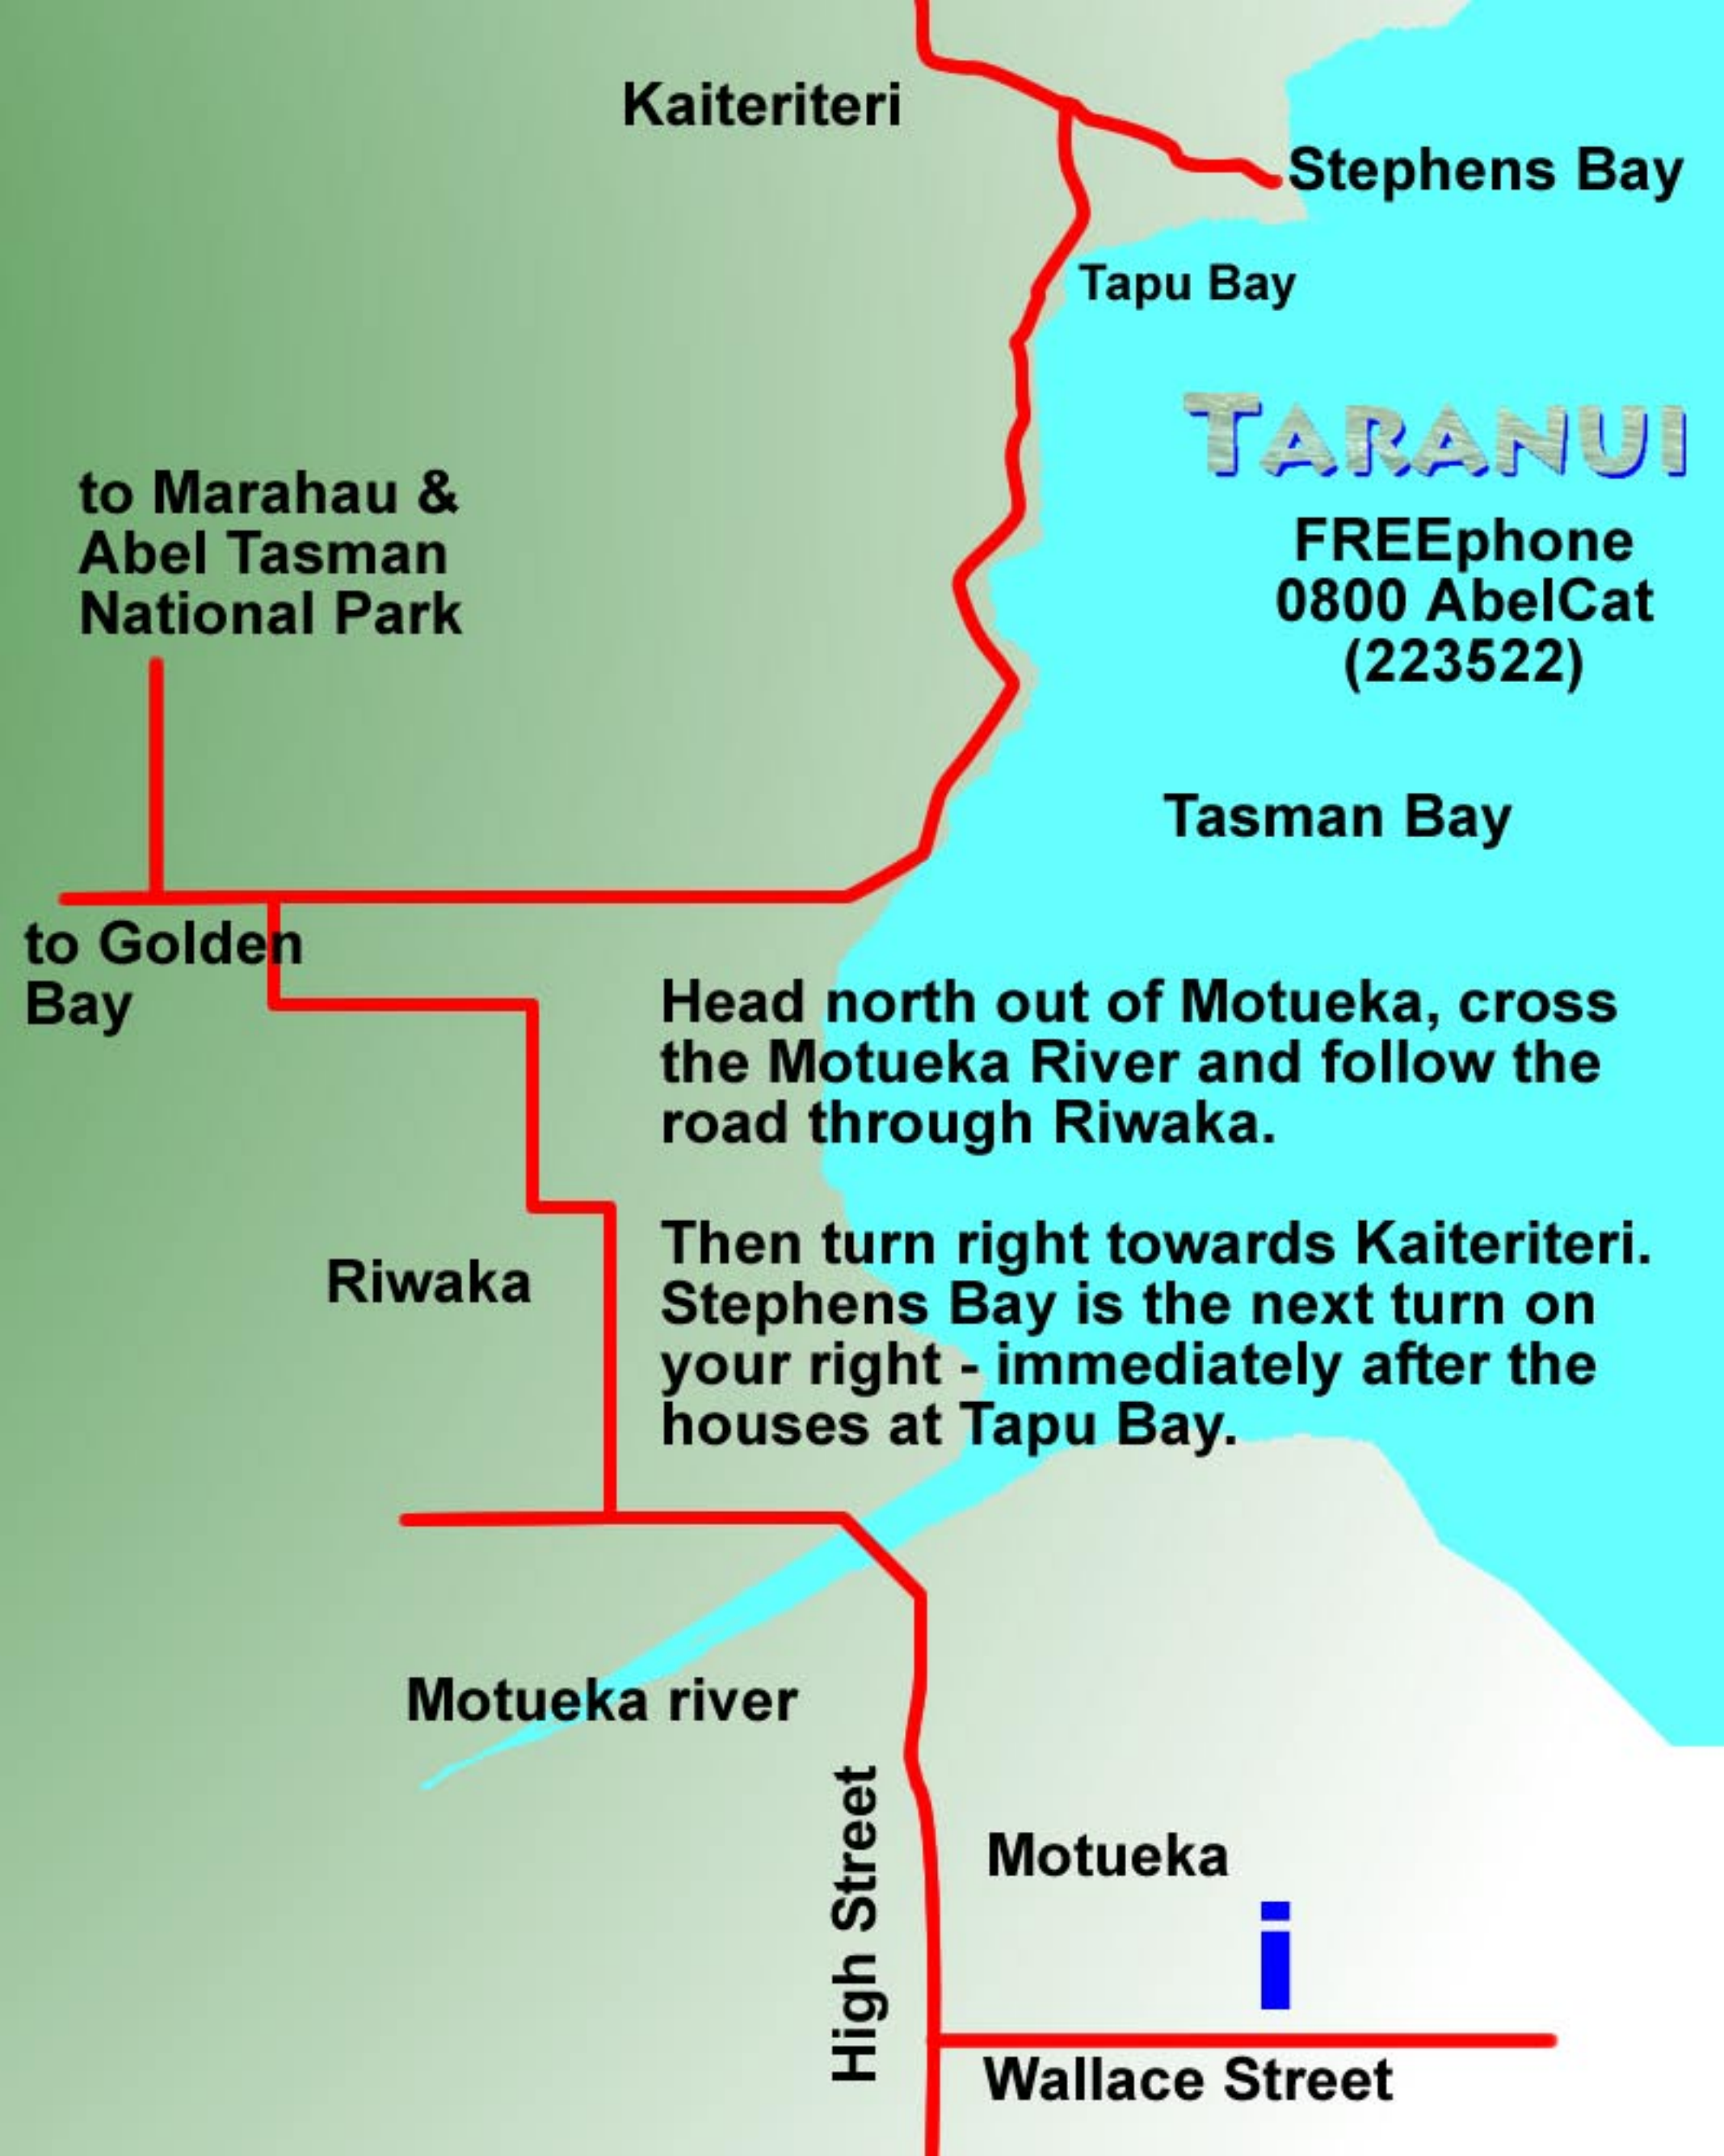 Kaiteriteri
Stephens Bay
Tapu Bay
TARANUI
to Marahau &
Abel Tasman
National Park
FREEphone
0800 AbelCat
(223522)
Tasman Bay
to Golden
Bay
Head north out of Motueka, cross
the Motueka River and follow the
road through Riwaka.
Then turn right towards Kaiteriteri.
Stephens Bay is the next turn on
your right - immediately after the
houses at Tapu Bay.
Riwaka
Motueka river
High Street
Motueka
i
Wallace Street